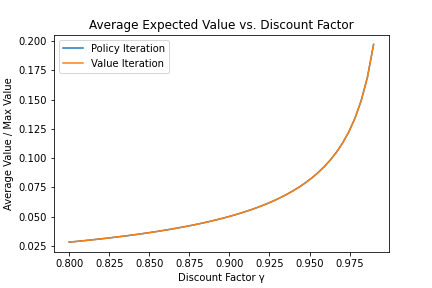 Average Expected Value vs. Discount Factor
Policy Iteration
Value Iteration
Average Value / Max Value
0.200
0.175
0.150
0.125
0.100
0.075
0.050
0.025
0.800 0.825 0.850 0.875 0.900 0.925 0.950 0.975
Discount Factor γ